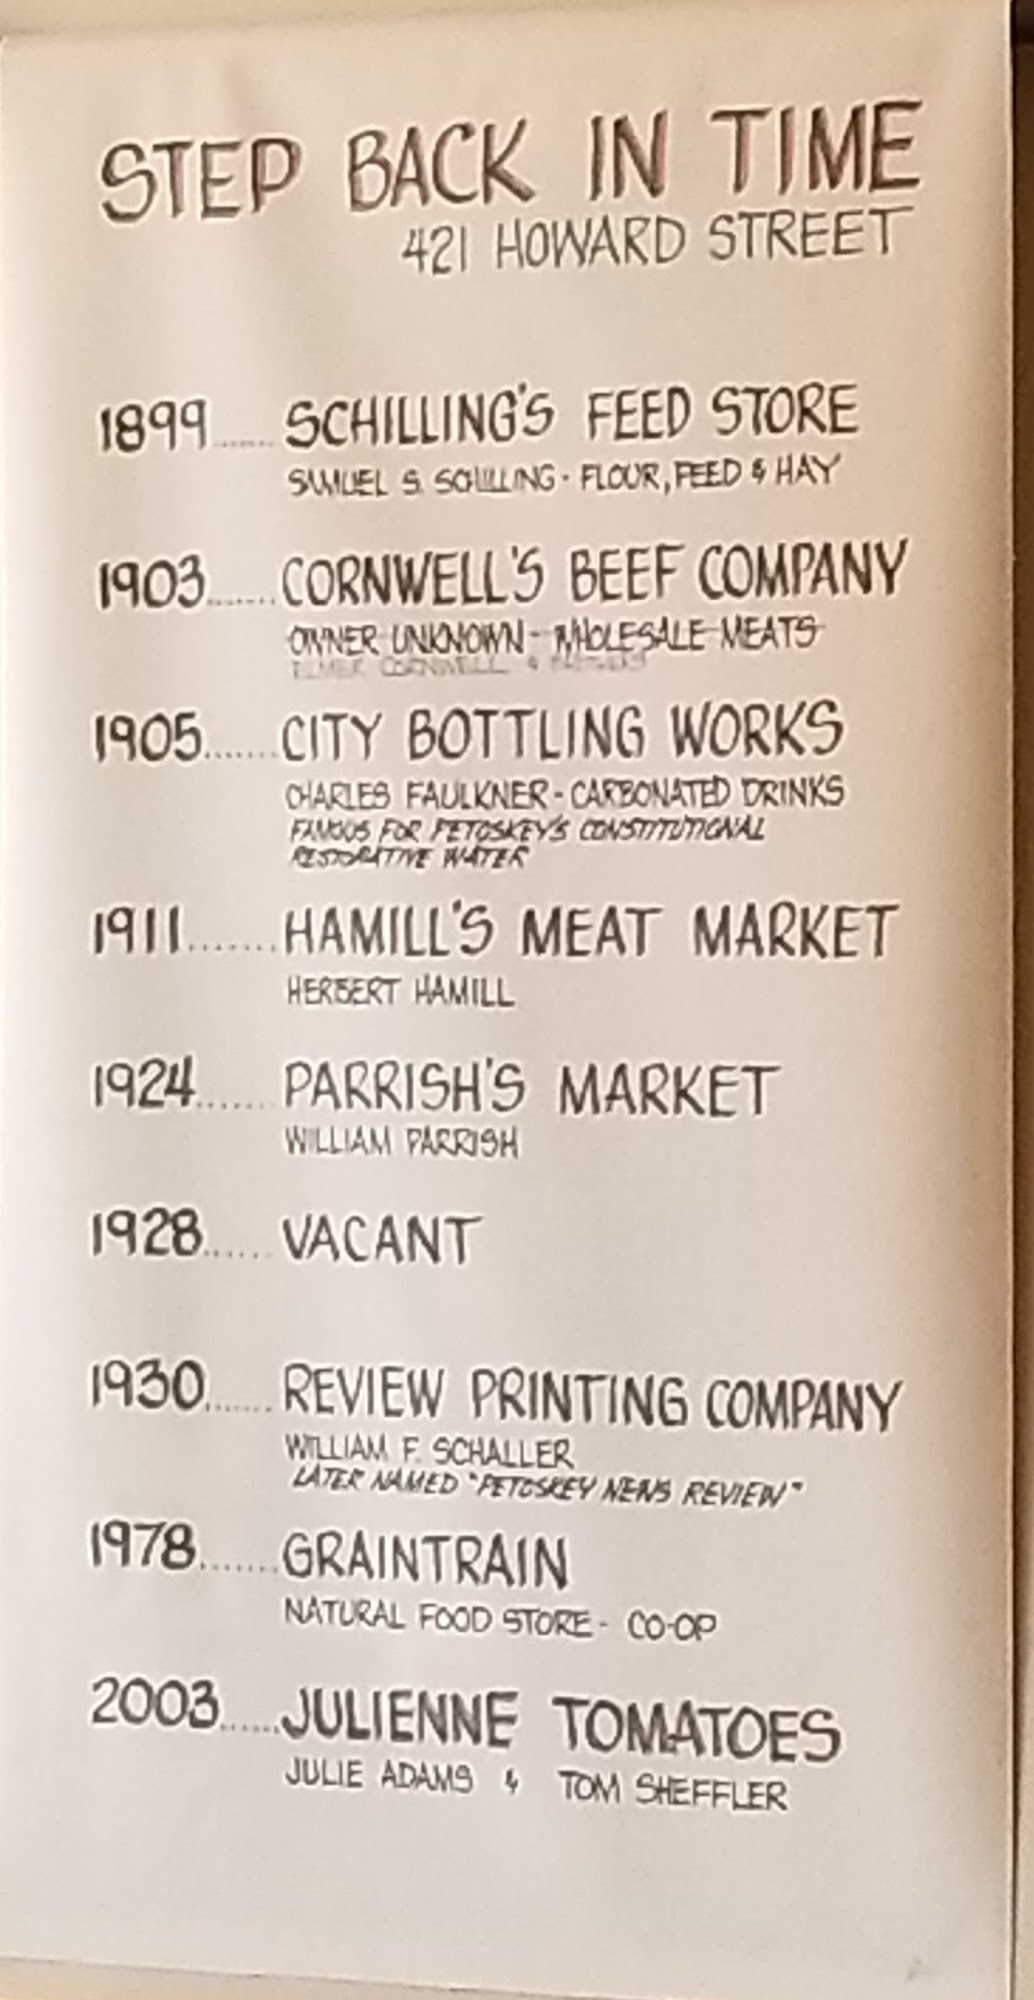 STEP BACK IN TIME
421 HOWARD STREET
1899....... SCHILLING'S FEED STORE
SAMUEL S. SCHILLING - FLOUR, FEED & HAY
1903....... CORNWELL'S BEEF COMPANY
OWNER UNKNOWN - WHOLESALE MEATS
ELMER CORNWELL & BROTHERS
1905....... CITY BOTTLING WORKS
CHARLES FAULKNER - CARBONATED DRINKS
FAMOUS FOR PETOSKEY'S CONSTITUTIONAL
RESTORATIVE WATER
1911....... HAMILL'S MEAT MARKET
HERBERT HAMILL
1924....... PARRISH'S MARKET
WILLIAM PARRISH
1928...... VACANT
1930....... REVIEW PRINTING COMPANY
WILLIAM F. SCHALLER
LATER NAMED "PETOSKEY NEWS REVIEW"
1978....... GRAINTRAIN
NATURAL FOOD STORE - CO-OP
2003...... JULIENNE TOMATOES
JULIE ADAMS & TOM SHEFFLER